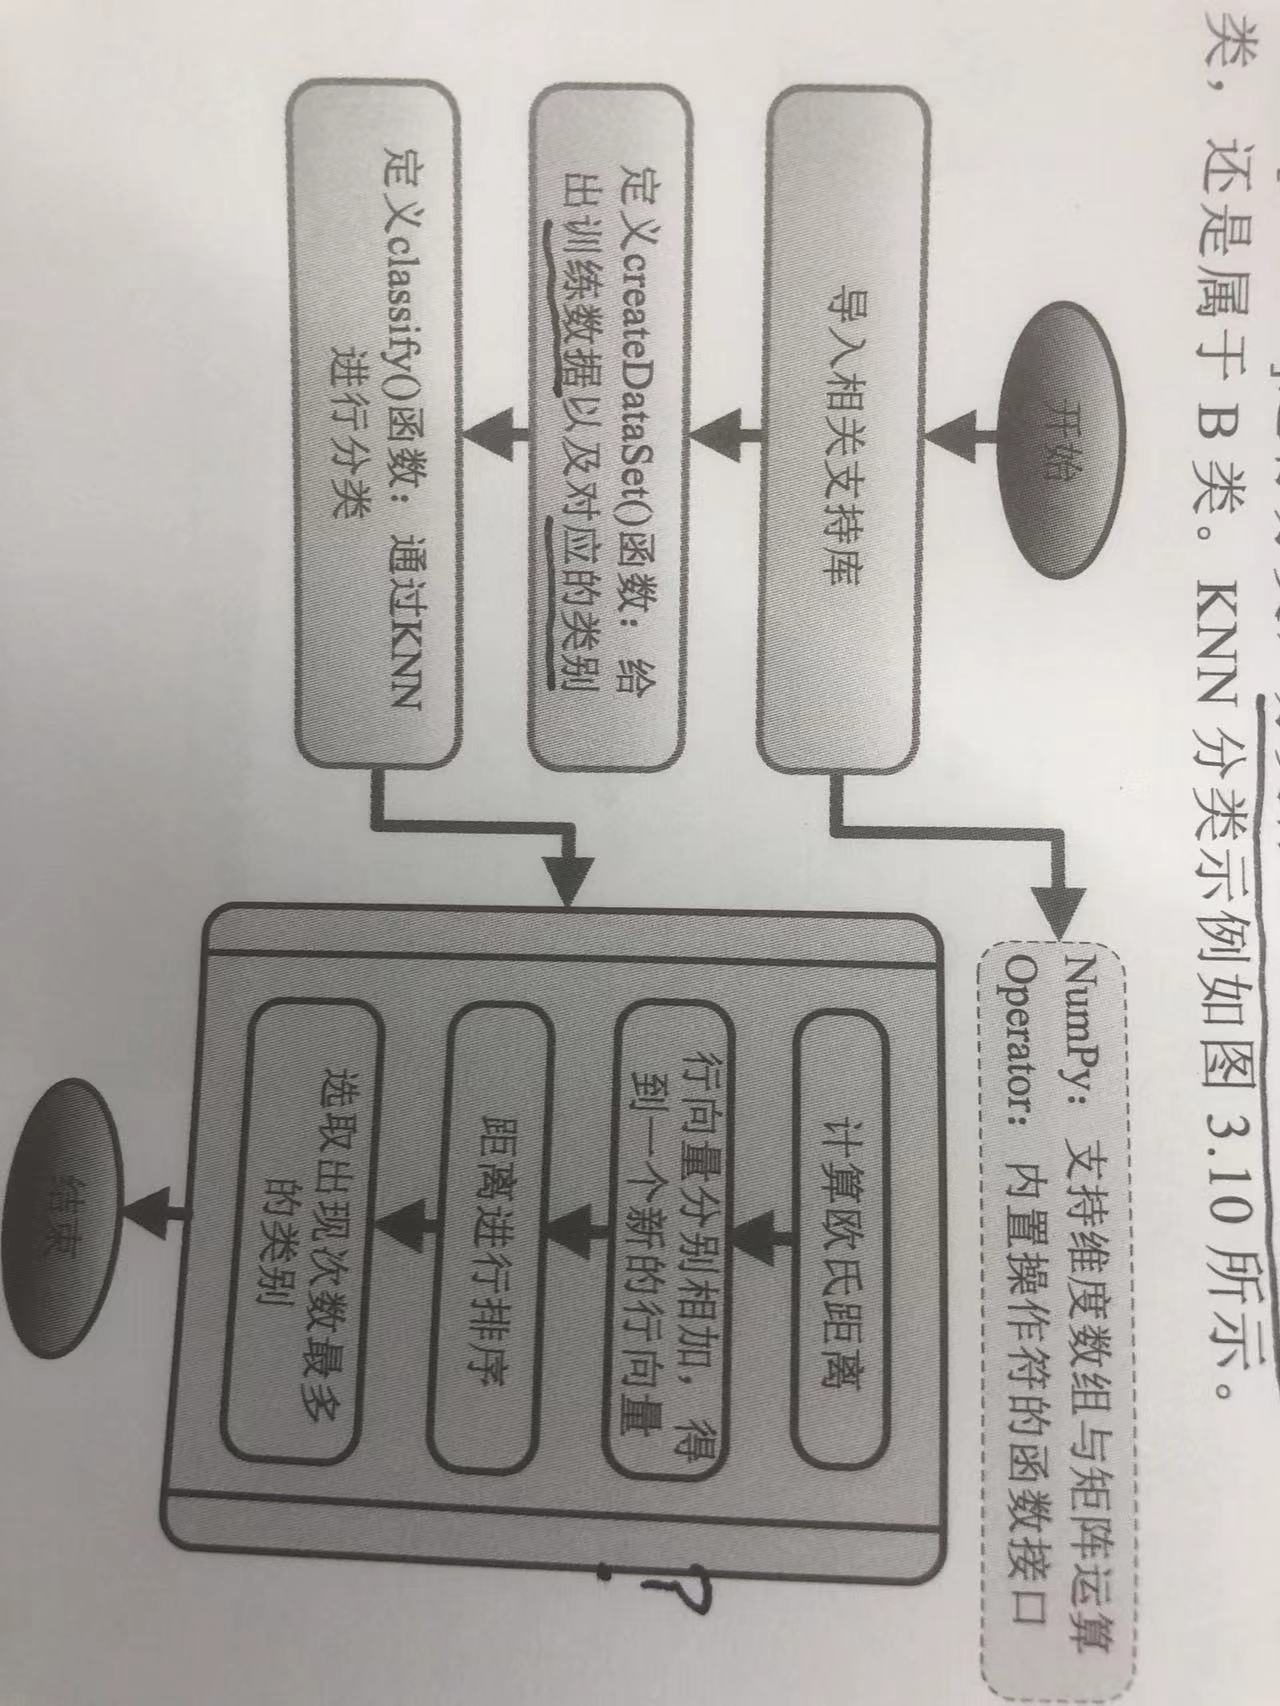 类，还是属于 B 类。KNN 分类示例如图 3.10 所示。
开始
导入相关支持库
NumPy：支持维度数组与矩阵运算
Operator：内置操作符的函数接口
定义createDataSet()函数：给
出训练数据以及对应的类别
定义classify()函数：通过KNN
进行分类
计算欧氏距离
行向量分别相加，得
到一个新的行向量
距离进行排序
选取出现次数最多
的类别
?
结束